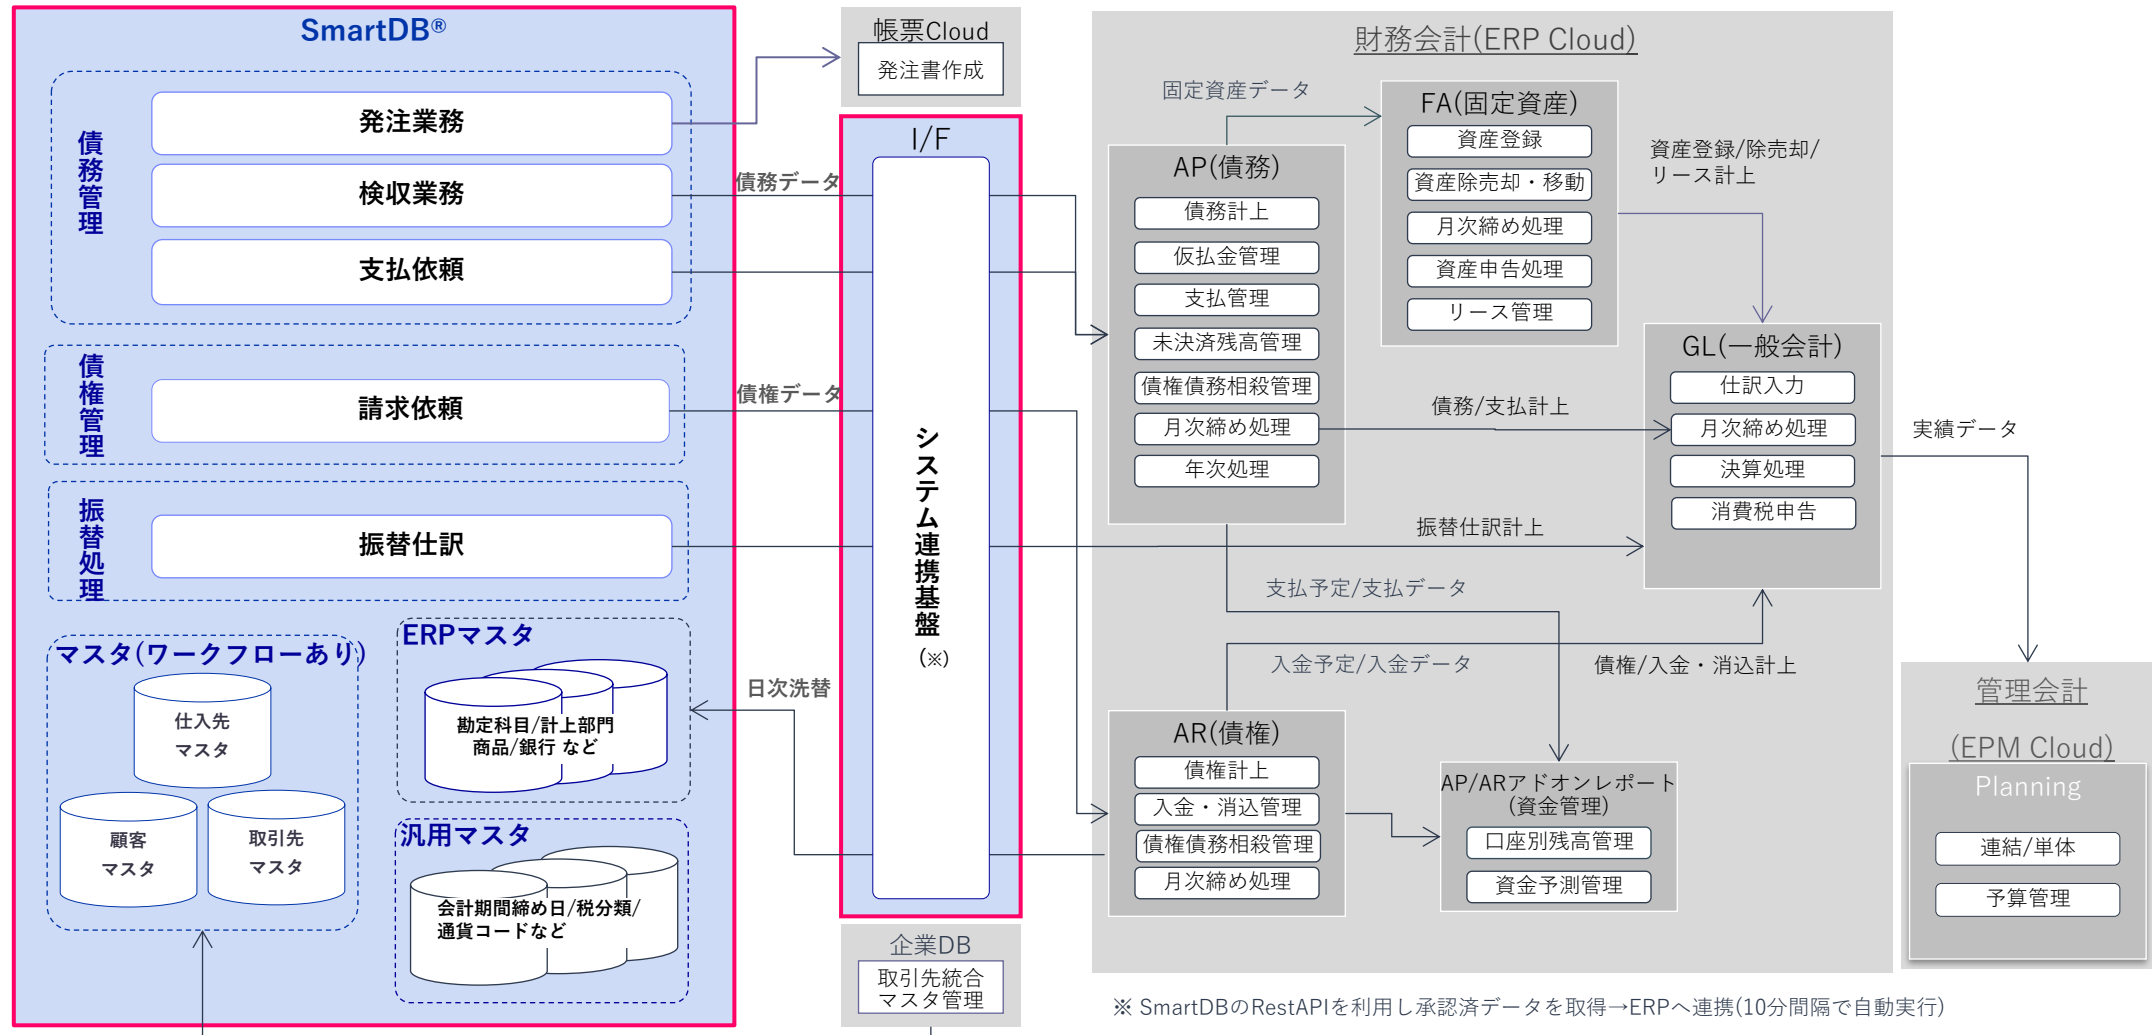 SmartDB®
債務管理
発注業務
検収業務
支払依頼
債権管理
請求依頼
振替処理
振替仕訳
マスタ(ワークフローあり)
仕入先
マスタ
顧客
マスタ
取引先
マスタ
ERPマスタ
勘定科目/計上部門
商品/銀行 など
汎用マスタ
会計期間締め日/税分類/
通貨コードなど
債務データ
債権データ
日次洗替
帳票Cloud
発注書作成
I/F
システム連携基盤
(※)
企業DB
取引先統合
マスタ管理
財務会計(ERP Cloud)
固定資産データ
AP(債務)
債務計上
仮払金管理
支払管理
未決済残高管理
債権債務相殺管理
月次締め処理
年次処理
FA(固定資産)
資産登録
資産除売却・移動
月次締め処理
資産申告処理
リース管理
資産登録/除売却/
リース計上
GL(一般会計)
仕訳入力
月次締め処理
決算処理
消費税申告
債務/支払計上
振替仕訳計上
支払予定/支払データ
入金予定/入金データ
債権/入金・消込計上
AR(債権)
債権計上
入金・消込管理
債権債務相殺管理
月次締め処理
AP/ARアドオンレポート
(資金管理)
口座別残高管理
資金予測管理
実績データ
管理会計
(EPM Cloud)
Planning
連結/単体
予算管理
※ SmartDBのRestAPIを利用し承認済データを取得→ERPへ連携(10分間隔で自動実行)